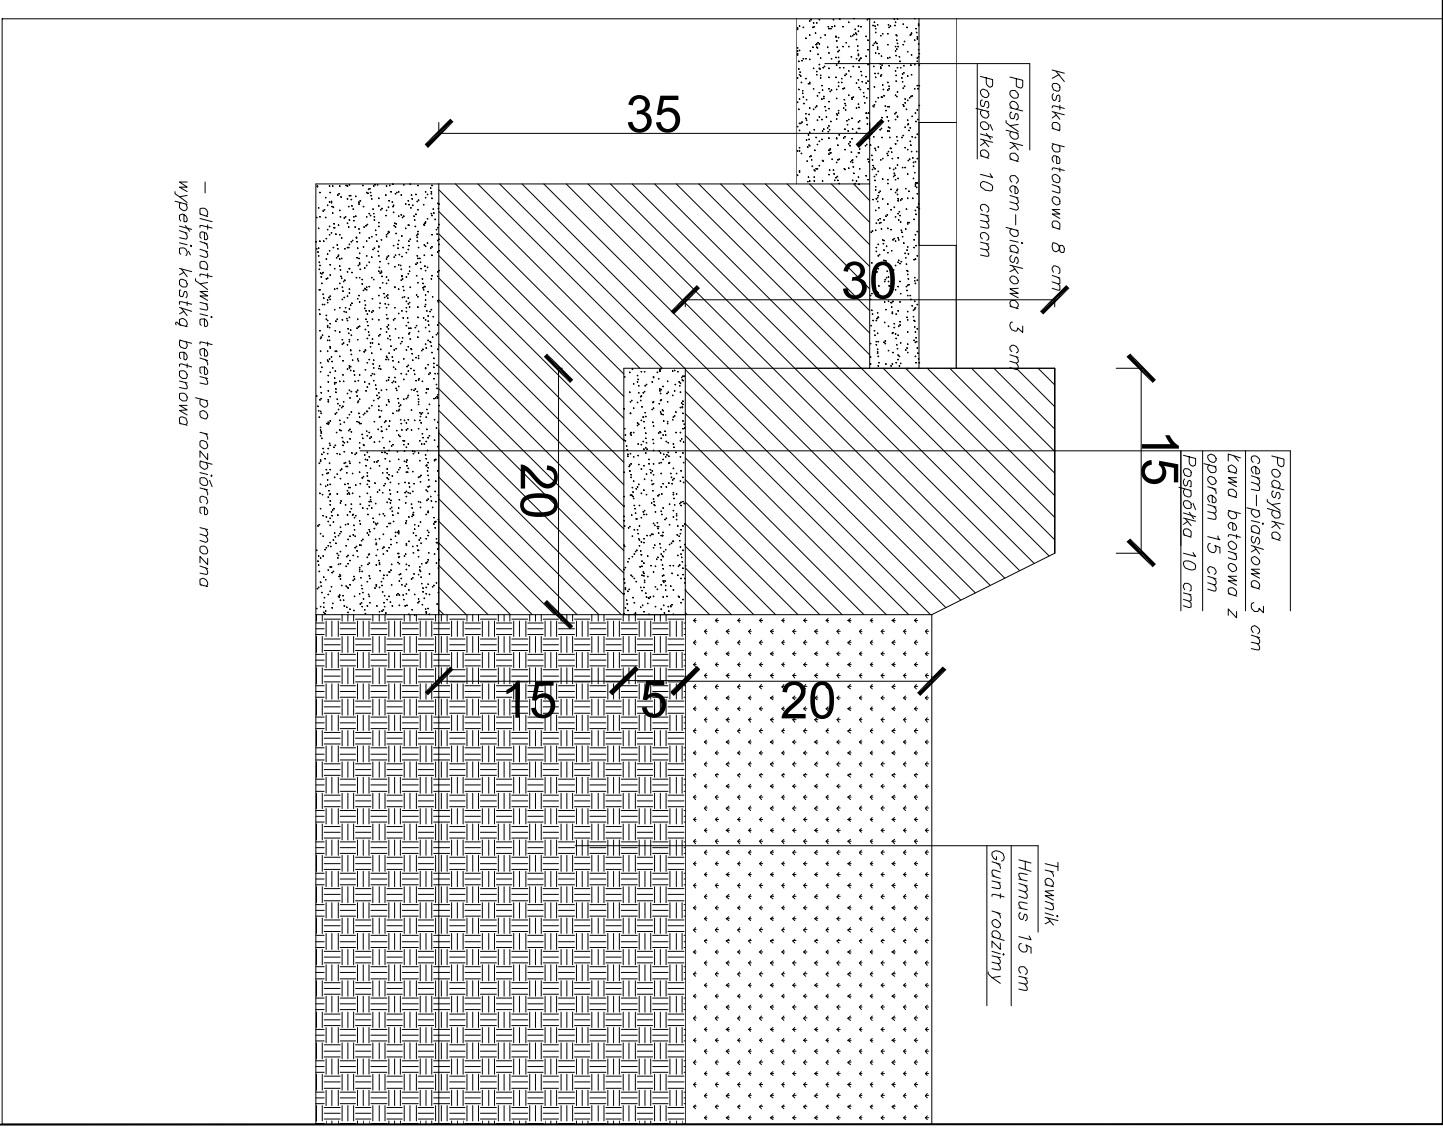 Kostka betonowa 8 cm
Podsypka cem-piaskowa 3 cm
Pospółka 10 cmcm
Podsypka
cem-piaskowa 3 cm
Ława betonowa z
oporem 15 cm
Pospółka 10 cm
Trawnik
Humus 15 cm
Grunt rodzimy
35
30
15
20
15
5
20
- alternatywnie teren po rozbiórce mozna
wypełnić kostką betonowa